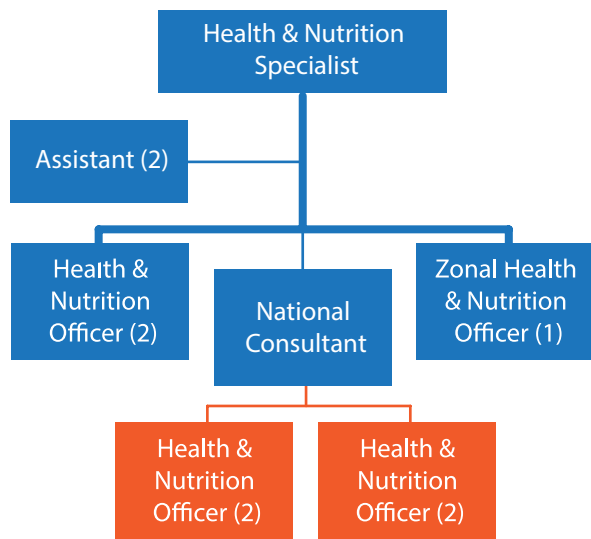 Health & Nutrition
Specialist
Assistant (2)
Health &
Nutrition
Officer (2)
National
Consultant
Zonal Health
& Nutrition
Officer (1)
Health &
Nutrition
Officer (2)
Health &
Nutrition
Officer (2)